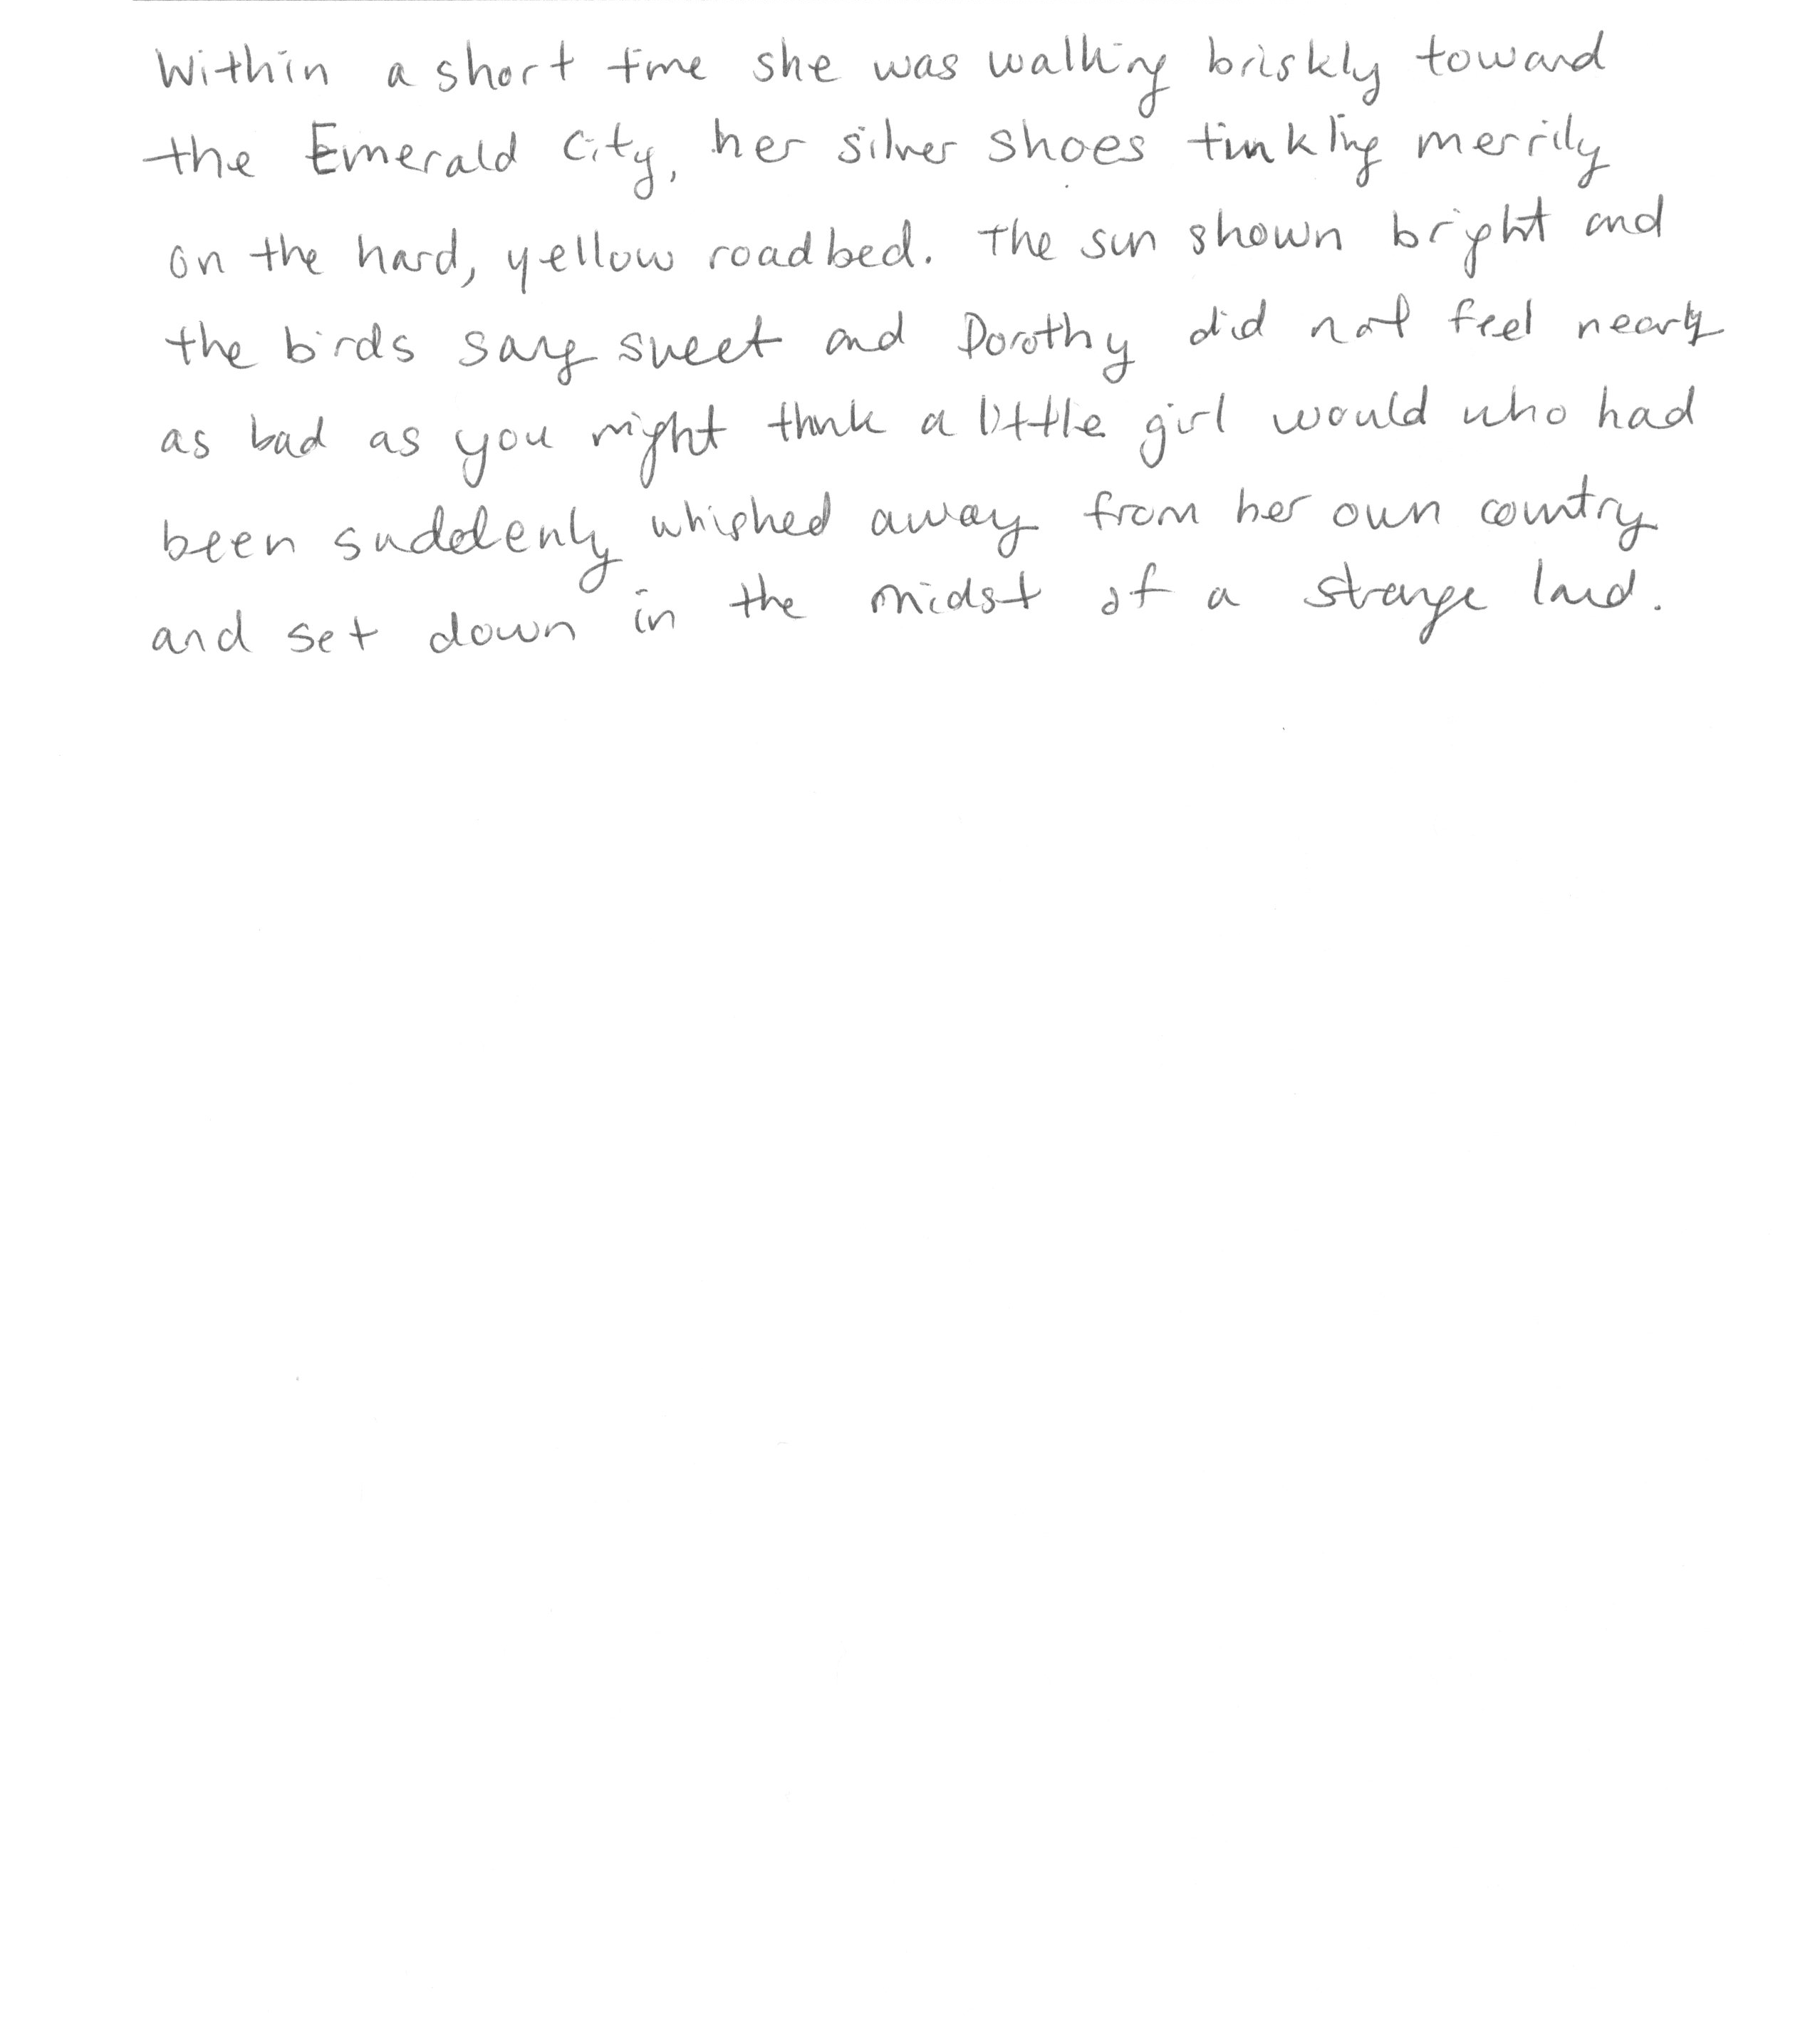 Within a short time she was walking briskly toward
the Emerald City, her silver shoes tinkling merrily
on the hard, yellow roadbed. The sun shown bright and
the birds sang sweet and Dorothy did not feel nearly
as bad as you might think a little girl would who had
been suddenly whished away from her own country
and set down in the midst of a strange land.